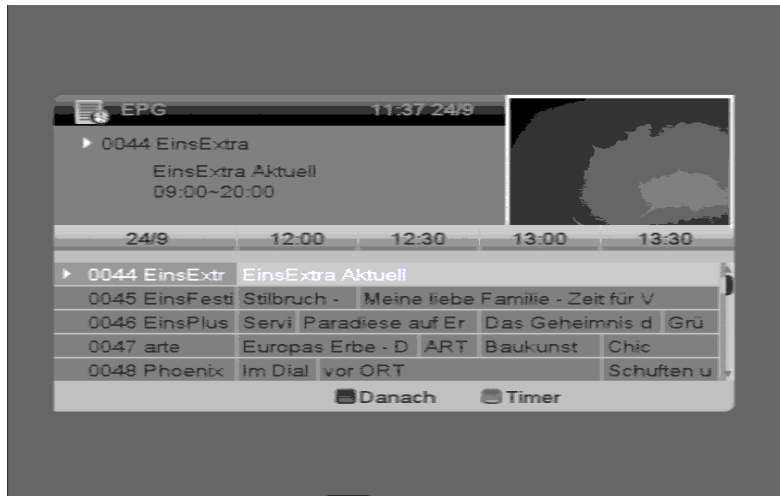 EPG 11:37 24/9
0044 EinsExtra
EinsExtra Aktuell
09:00~20:00
24/9 12:00 12:30 13:00 13:30
0044 EinsExtr EinsExtra Aktuell
0045 EinsFesti Stilbruch - Meine liebe Familie - Zeit für V
0046 EinsPlus Servi Paradiese auf Er Das Geheimnis d Grü
0047 arte Europas Erbe - D ART Baukunst Chic
0048 Phoenix Im Dial vor ORT Schuften u
Danach Timer